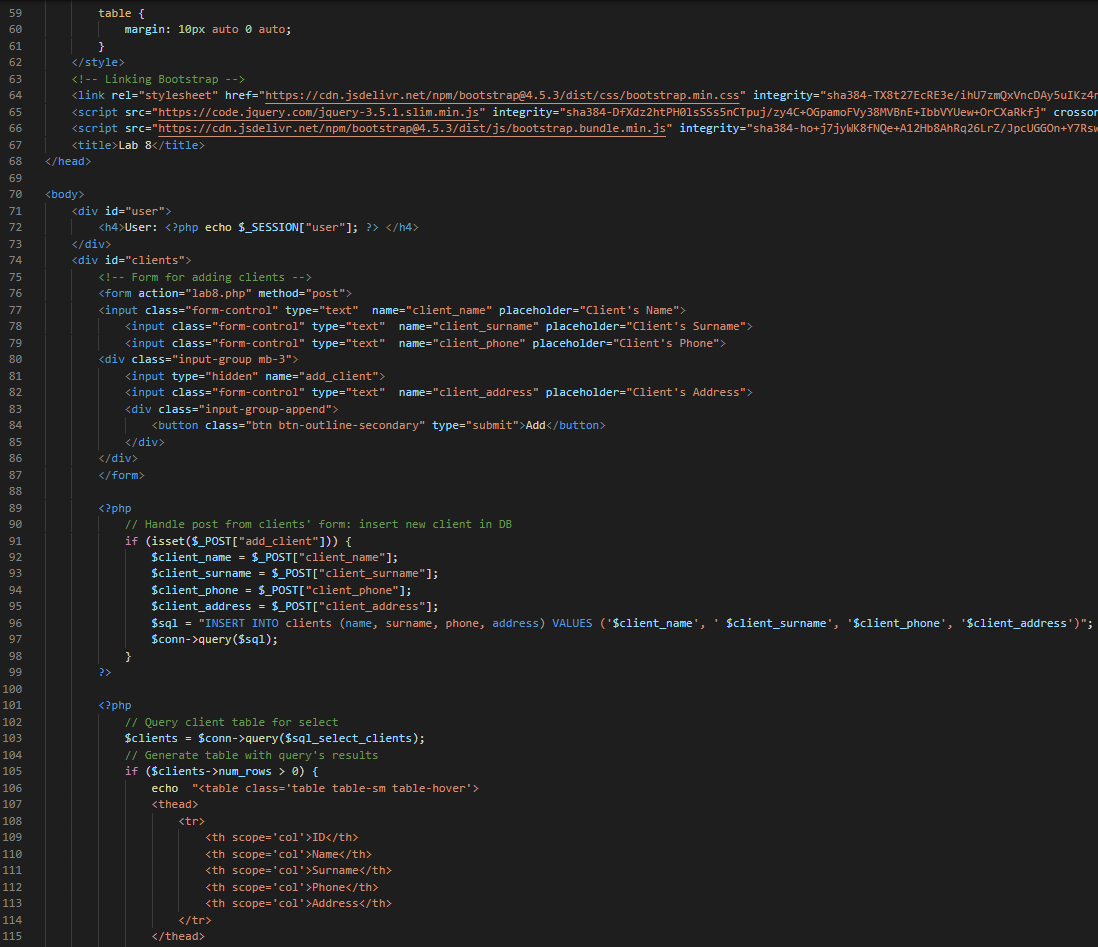 59 table {
60 margin: 10px auto 0 auto;
61 }
62 </style>
63 <!-- Linking Bootstrap -->
64 <link rel="stylesheet" href="https://cdn.jsdelivr.net/npm/bootstrap@4.5.3/dist/css/bootstrap.min.css" integrity="sha384-TX8t27EcRE3e/ihU7zmQxVncDAy5uIKz4r
65 <script src="https://code.jquery.com/jquery-3.5.1.slim.min.js" integrity="sha384-DfXdz2htPH0lsSSs5nCTpuj/zy4C+OGpamoFVy38MVBnE+IbbVYUew+OrCXaRkfj" crossor
66 <script src="https://cdn.jsdelivr.net/npm/bootstrap@4.5.3/dist/js/bootstrap.bundle.min.js" integrity="sha384-ho+j7jyWK8fNQe+A12Hb8AhRq26LrZ/JpcUGGOn+Y7Rsw
67 <title>Lab 8</title>
68 </head>
69
70 <body>
71 <div id="user">
72 <h4>User: <?php echo $_SESSION["user"]; ?> </h4>
73 </div>
74 <div id="clients">
75 <!-- Form for adding clients -->
76 <form action="lab8.php" method="post">
77 <input class="form-control" type="text" name="client_name" placeholder="Client's Name">
78 <input class="form-control" type="text" name="client_surname" placeholder="Client's Surname">
79 <input class="form-control" type="text" name="client_phone" placeholder="Client's Phone">
80 <div class="input-group mb-3">
81 <input type="hidden" name="add_client">
82 <input class="form-control" type="text" name="client_address" placeholder="Client's Address">
83 <div class="input-group-append">
84 <button class="btn btn-outline-secondary" type="submit">Add</button>
85 </div>
86 </div>
87 </form>
88
89 <?php
90 // Handle post from clients' form: insert new client in DB
91 if (isset($_POST["add_client"])) {
92 $client_name = $_POST["client_name"];
93 $client_surname = $_POST["client_surname"];
94 $client_phone = $_POST["client_phone"];
95 $client_address = $_POST["client_address"];
96 $sql = "INSERT INTO clients (name, surname, phone, address) VALUES ('$client_name', ' $client_surname', '$client_phone', '$client_address')";
97 $conn->query($sql);
98 }
99 ?>
100
101 <?php
102 // Query client table for select
103 $clients = $conn->query($sql_select_clients);
104 // Generate table with query's results
105 if ($clients->num_rows > 0) {
106 echo "<table class='table table-sm table-hover'>
107 <thead>
108 <tr>
109 <th scope='col'>ID</th>
110 <th scope='col'>Name</th>
111 <th scope='col'>Surname</th>
112 <th scope='col'>Phone</th>
113 <th scope='col'>Address</th>
114 </tr>
115 </thead>